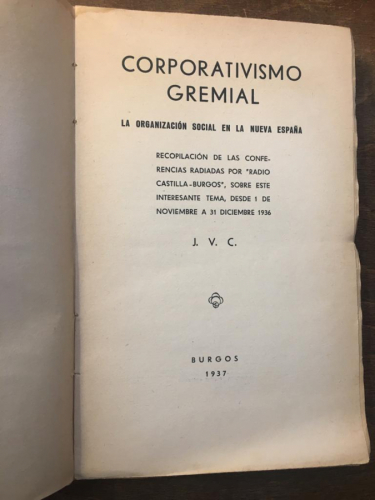 CORPORATIVISMO
GREMIAL
LA ORGANIZACIÓN SOCIAL EN LA NUEVA ESPAÑA
RECOPILACIÓN DE LAS CONFE-
RENCIAS RADIADAS POR "RADIO
CASTILLA-BURGOS", SOBRE ESTE
INTERESANTE TEMA, DESDE 1 DE
NOVIEMBRE A 31 DICIEMBRE 1936
J. V. C.
BURGOS
1937